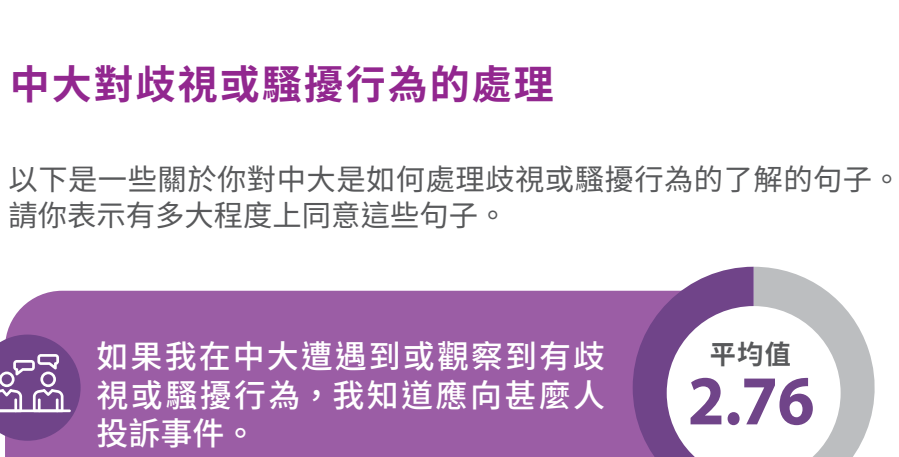 中大對歧視或騷擾行為的處理
以下是一些關於你對中大是如何處理歧視或騷擾行為的了解的句子。
請你表示有多大程度上同意這些句子。
如果我在中大遭遇到或觀察到有歧
視或騷擾行為，我知道應向甚麼人
投訴事件。
平均值
2.76